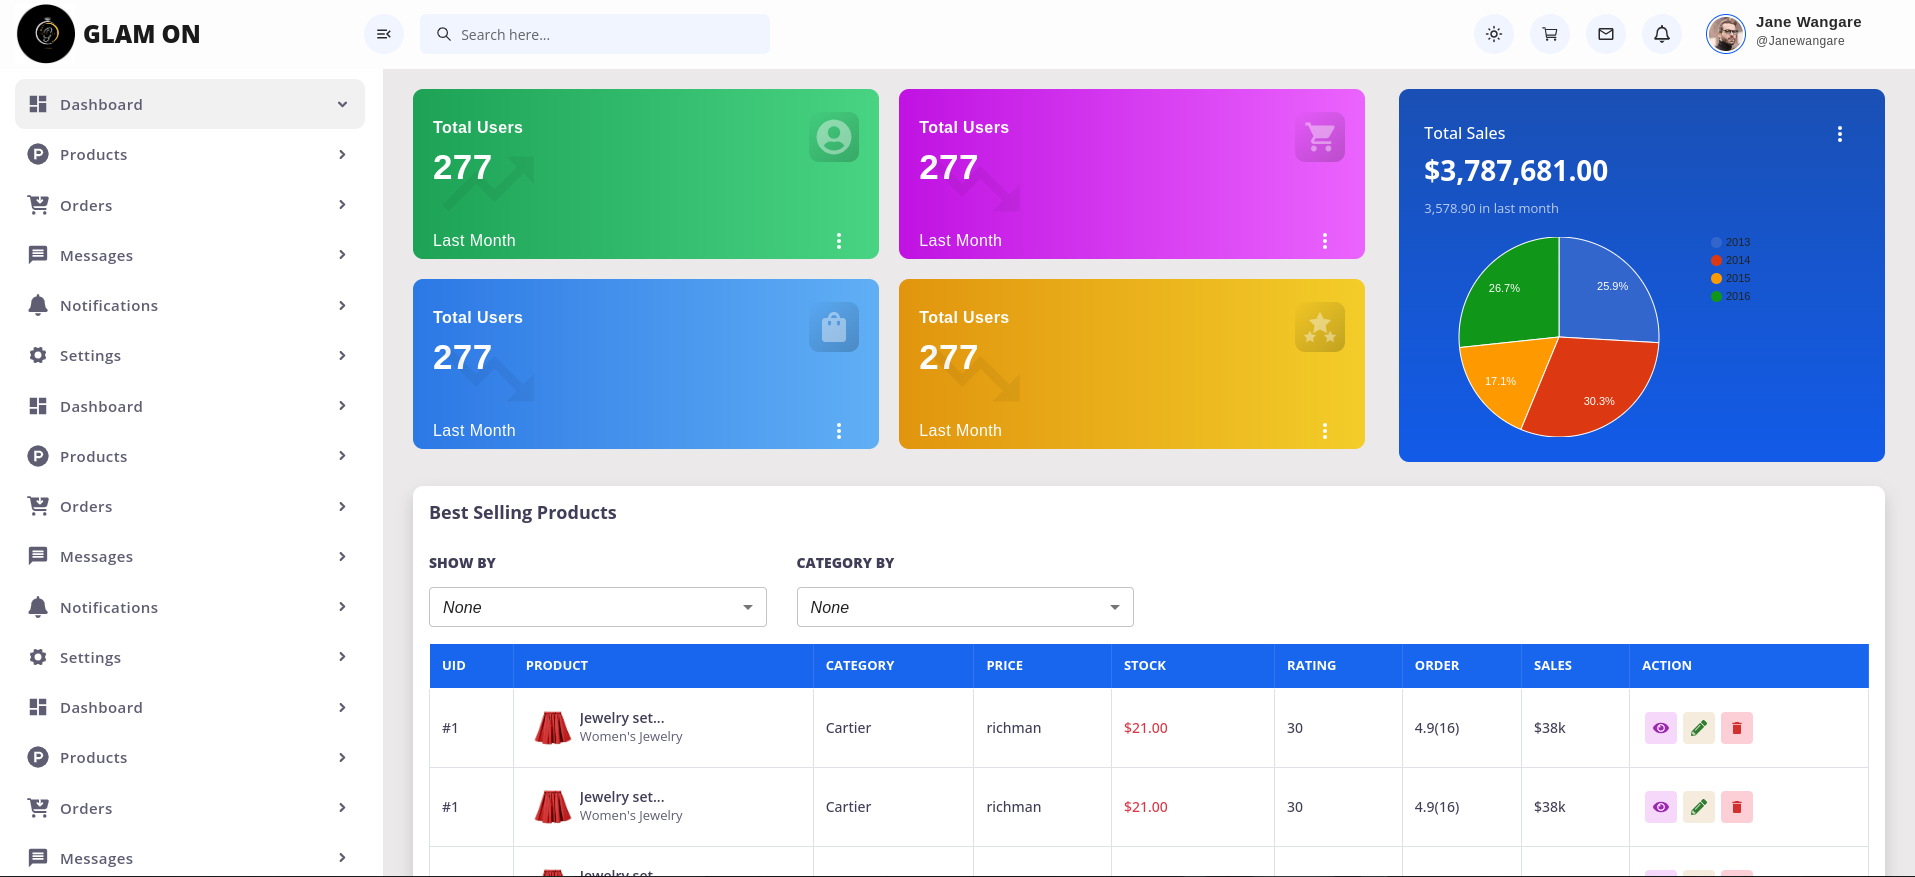 GLAM ON
Search here...
Jane Wangare
@Janewangare
Dashboard
Products
Orders
Messages
Notifications
Settings
Dashboard
Products
Orders
Messages
Notifications
Settings
Dashboard
Products
Orders
Messages
Total Users
277
Last Month
Total Users
277
Last Month
Total Users
277
Last Month
Total Users
277
Last Month
Total Sales
$3,787,681.00
3,578.90 in last month
26.7%
25.9%
17.1%
30.3%
2013
2014
2015
2016
Best Selling Products
SHOW BY CATEGORY BY
None None
UID PRODUCT CATEGORY PRICE STOCK RATING ORDER SALES ACTION
#1 Jewelry set... Women's Jewelry Cartier richman $21.00 30 4.9(16) $38k
#1 Jewelry set... Women's Jewelry Cartier richman $21.00 30 4.9(16) $38k
Jewelry set...